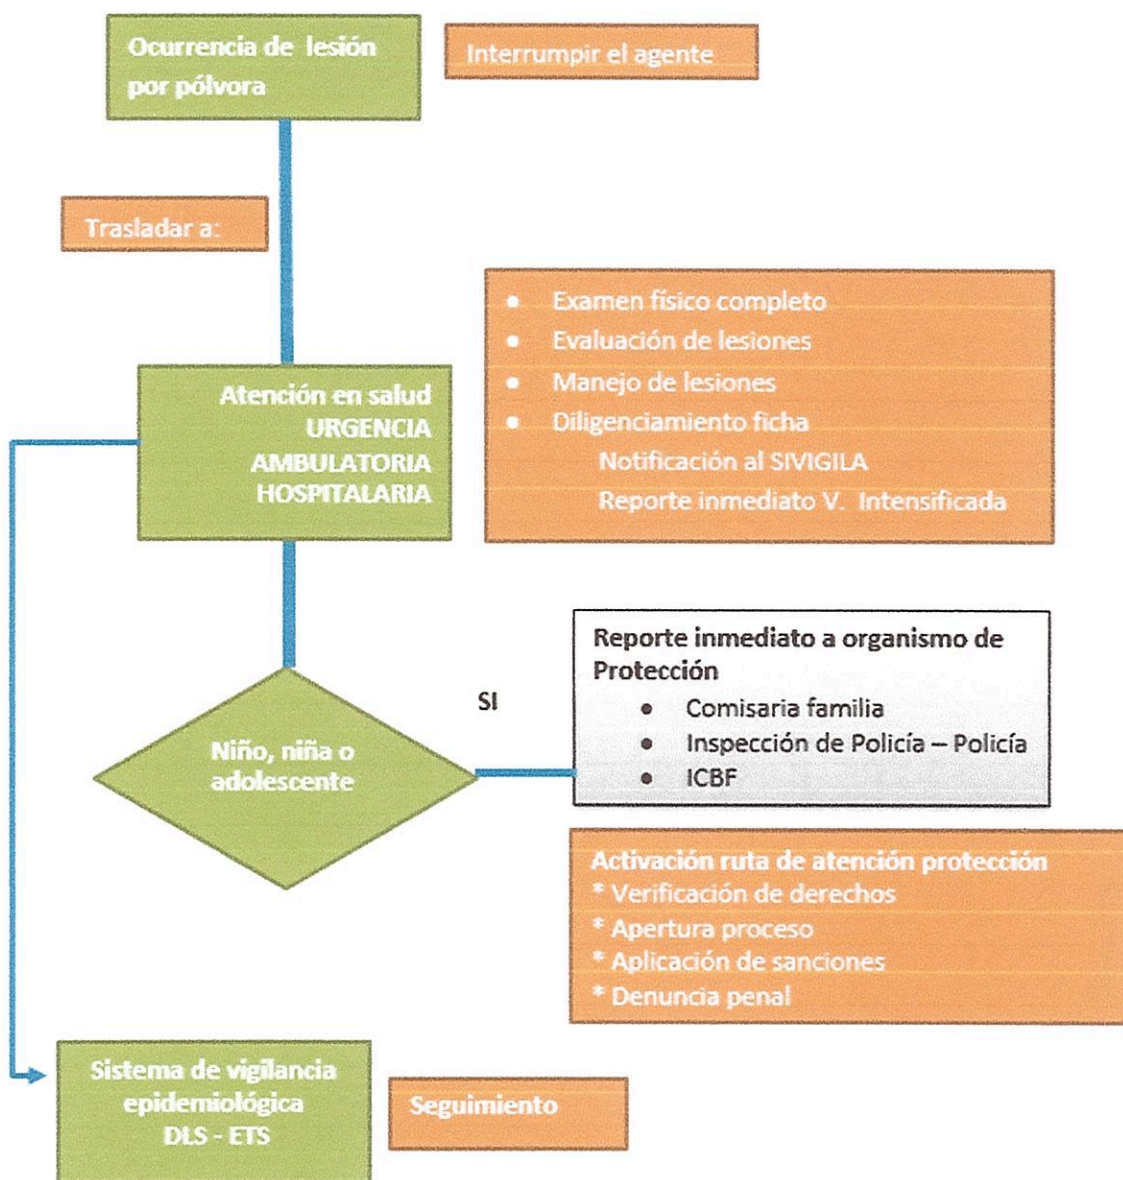 Ocurrencia de lesión
por pólvora
Interrumpir el agente
Trasladar a:
• Examen físico completo
• Evaluación de lesiones
• Manejo de lesiones
• Diligenciamiento ficha
Notificación al SIVIGILA
Reporte inmediato V. Intensificada
Atención en salud
URGENCIA
AMBULATORIA
HOSPITALARIA
Reporte inmediato a organismo de
Protección
• Comisaria familia
• Inspección de Policía – Policía
• ICBF
SI
Niño, niña o
adolescente
Activación ruta de atención protección
* Verificación de derechos
* Apertura proceso
* Aplicación de sanciones
* Denuncia penal
Sistema de vigilancia
epidemiológica
DLS - ETS
Seguimiento